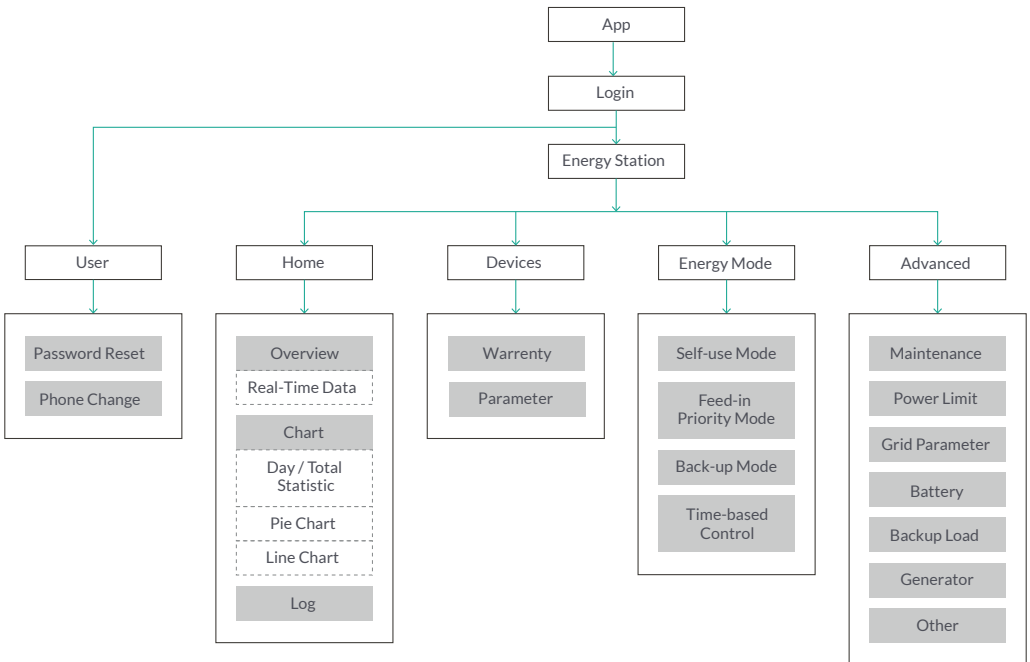 App
Login
Energy Station
User
Home
Devices
Energy Mode
Advanced
Password Reset
Phone Change
Overview
Real-Time Data
Chart
Day / Total
Statistic
Pie Chart
Line Chart
Log
Warrenty
Parameter
Self-use Mode
Feed-in
Priority Mode
Back-up Mode
Time-based
Control
Maintenance
Power Limit
Grid Parameter
Battery
Backup Load
Generator
Other